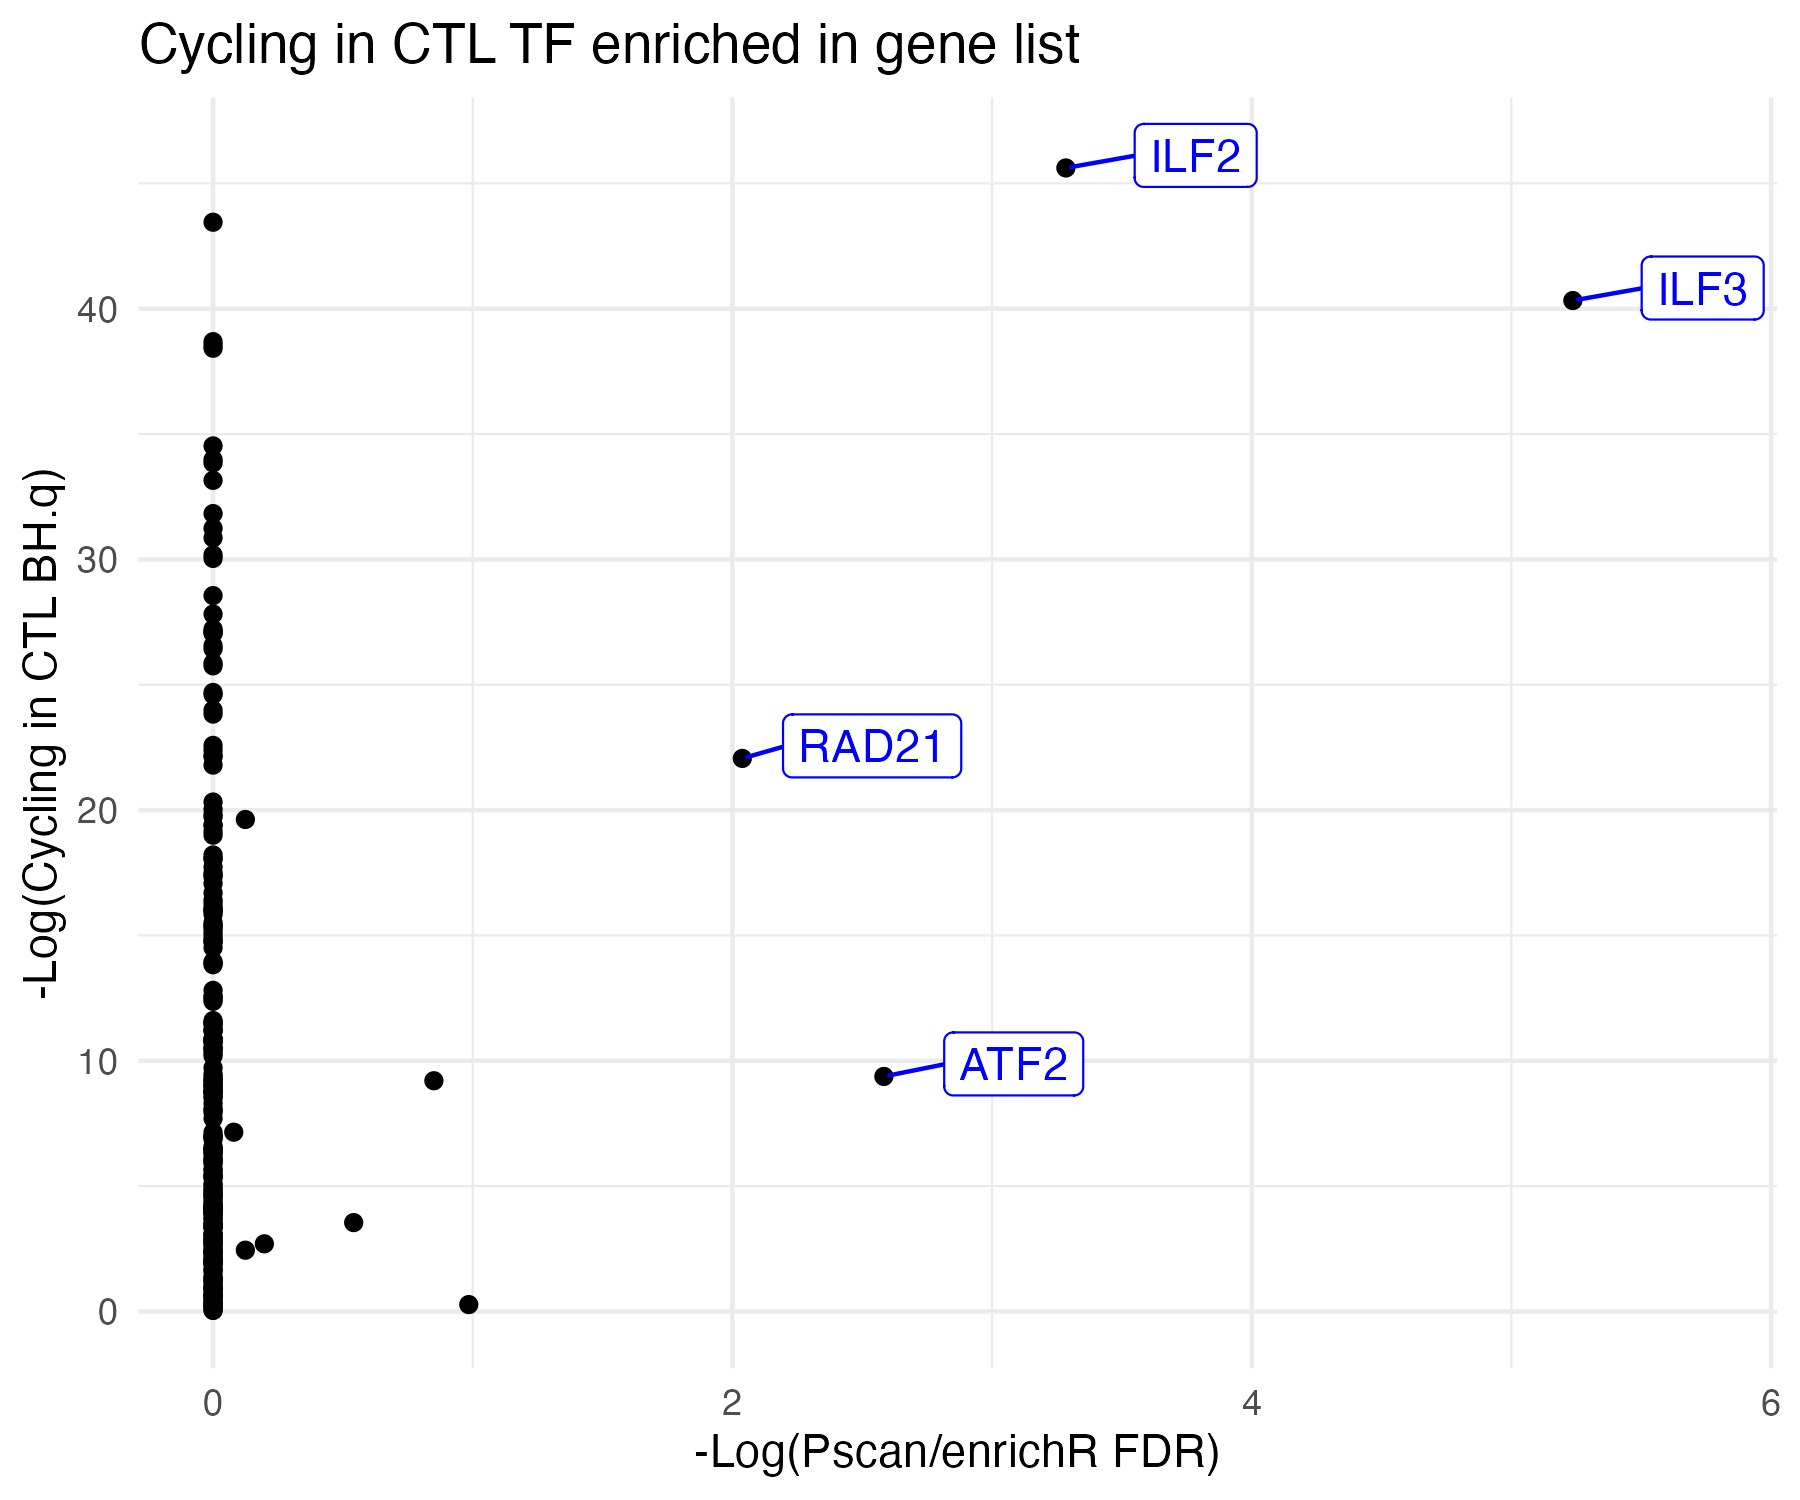 Cycling in CTL TF enriched in gene list
ILF2
ILF3
40
30
RAD21
20
ATF2
10
0
-Log(Cycling in CTL BH.q)
0 2 4 6
-Log(Pscan/enrichR FDR)